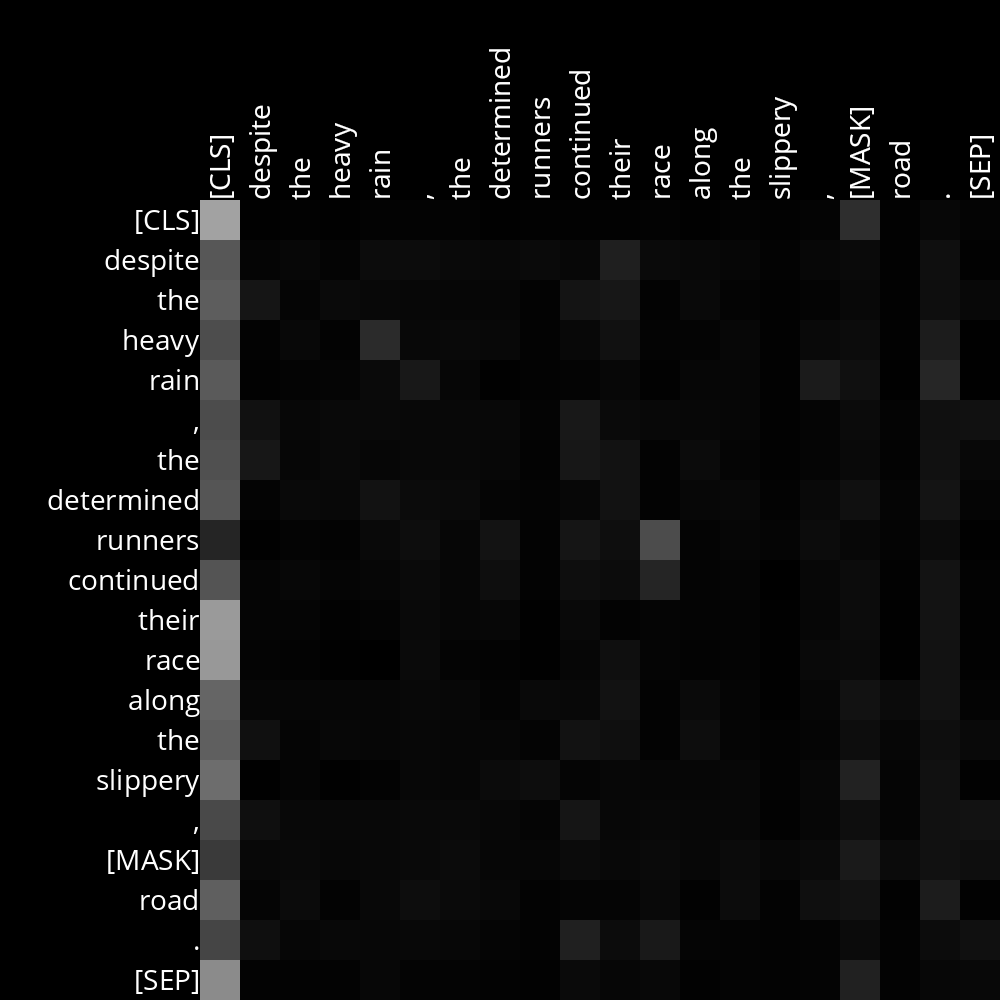 [CLS] despite the heavy rain , the determined runners continued their race along the slippery , [MASK] road . [SEP]
[CLS]
despite
the
heavy
rain
,
the
determined
runners
continued
their
race
along
the
slippery
,
[MASK]
road
.
[SEP]